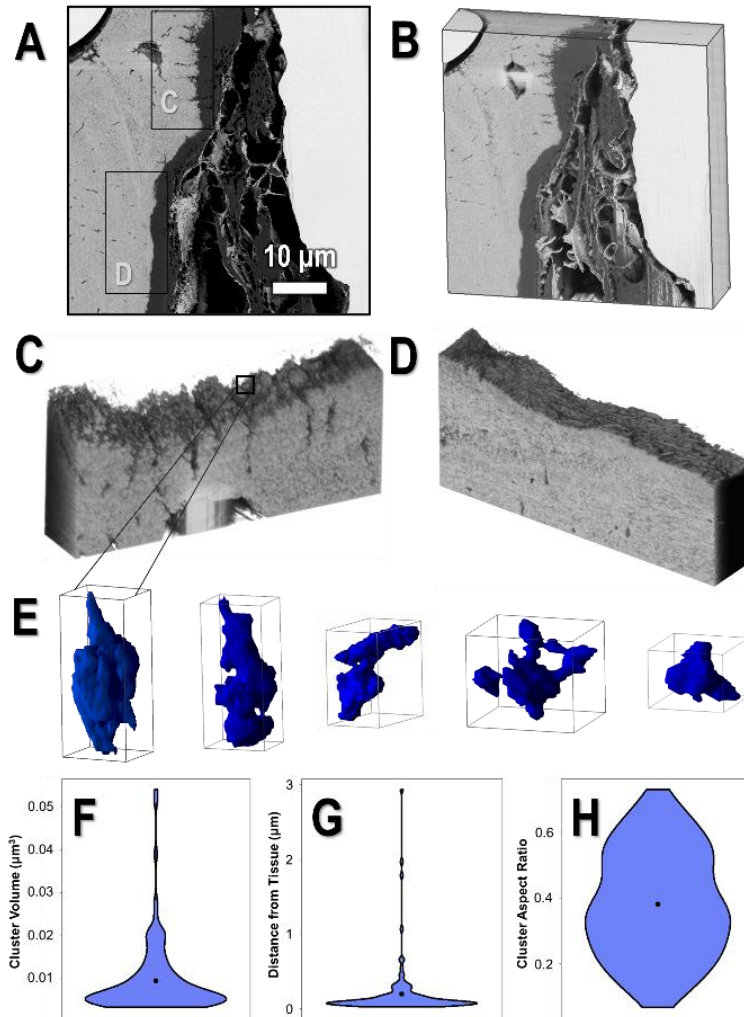 A
B
C
D
10 µm
C
D
E
F
G
H
Cluster Volume (µm³)
0.05
0.04
0.03
0.02
0.01
Distance from Tissue (µm)
3
2
1
0
Cluster Aspect Ratio
0.6
0.4
0.2